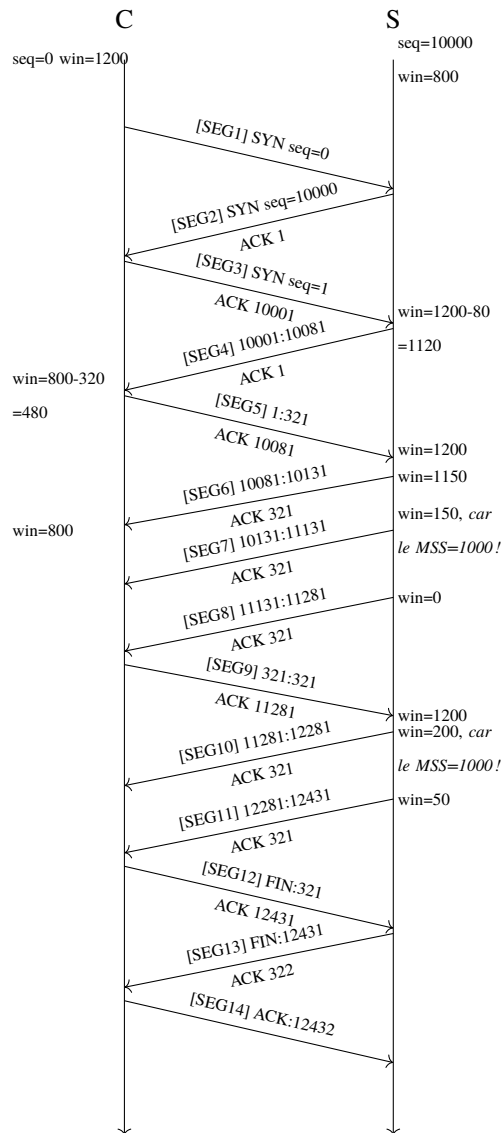 C
S
seq=0 win=1200
seq=10000
win=800
[SEG1] SYN seq=0
[SEG2] SYN seq=10000
ACK 1
[SEG3] SYN seq=1
ACK 10001
win=1200-80
=1120
[SEG4] 10001:10081
ACK 1
win=800-320
=480
[SEG5] 1:321
ACK 10081
win=1200
win=1150
[SEG6] 10081:10131
ACK 321
win=800
win=150, car
le MSS=1000 !
[SEG7] 10131:11131
ACK 321
win=0
[SEG8] 11131:11281
ACK 321
[SEG9] 321:321
ACK 11281
win=1200
win=200, car
le MSS=1000 !
[SEG10] 11281:12281
ACK 321
win=50
[SEG11] 12281:12431
ACK 321
[SEG12] FIN:321
ACK 12431
[SEG13] FIN:12431
ACK 322
[SEG14] ACK:12432